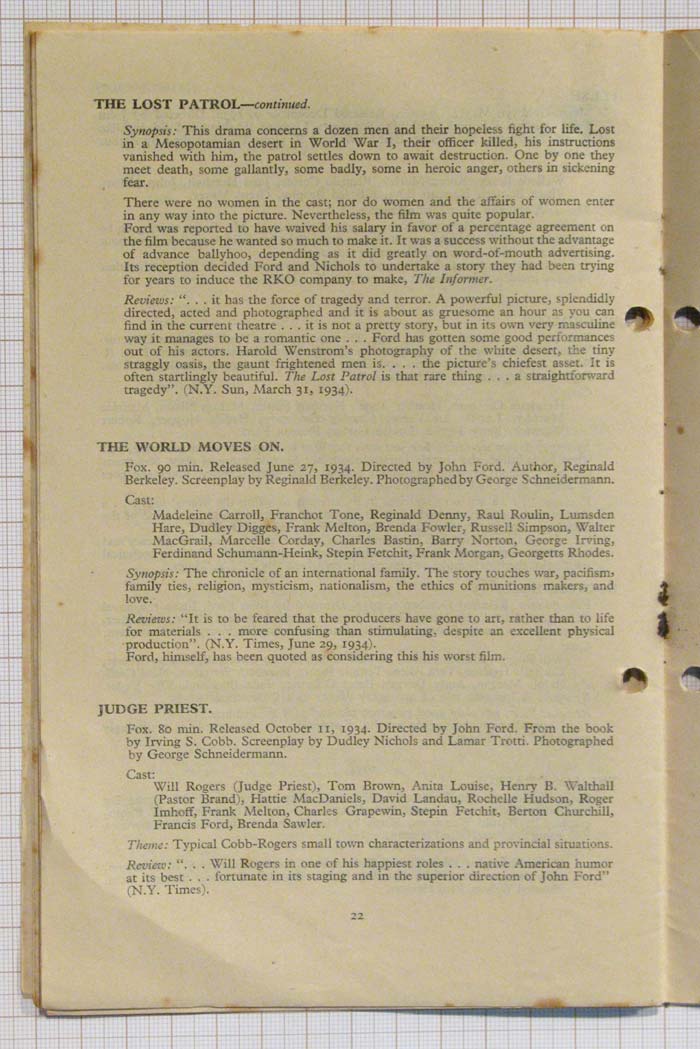 THE LOST PATROL—continued.
Synopsis: This drama concerns a dozen men and their hopeless fight for life. Lost
in a Mesopotamian desert in World War I, their officer killed, his instructions
vanished with him, the patrol settles down to await destruction. One by one they
meet death, some gallantly, some badly, some in heroic anger, others in sickening
fear.
There were no women in the cast; nor do women and the affairs of women enter
in any way into the picture. Nevertheless, the film was quite popular.
Ford was reported to have waived his salary in favor of a percentage agreement on
the film because he wanted so much to make it. It was a success without the advantage
of advance ballyhoo, depending as it did greatly on word-of-mouth advertising.
Its reception decided Ford and Nichols to undertake a story they had been trying
for years to induce the RKO company to make, The Informer.
Reviews: “. . . it has the force of tragedy and terror. A powerful picture, splendidly
directed, acted and photographed and it is about as gruesome an hour as you can
find in the current theatre . . . it is not a pretty story, but in its own very masculine
way it manages to be a romantic one . . . Ford has gotten some good performances
out of his actors. Harold Wenstrom’s photography of the white desert, the tiny
straggly oasis, the gaunt frightened men is. . . . the picture’s chiefest asset. It is
often startlingly beautiful. The Lost Patrol is that rare thing . . . a straightforward
tragedy”. (N.Y. Sun, March 31, 1934).
THE WORLD MOVES ON.
Fox. 90 min. Released June 27, 1934. Directed by John Ford. Author, Reginald
Berkeley. Screenplay by Reginald Berkeley. Photographed by George Schneidermann.
Cast:
Madeleine Carroll, Franchot Tone, Reginald Denny, Raul Roulin, Lumsden
Hare, Dudley Digges, Frank Melton, Brenda Fowler, Russell Simpson, Walter
MacGrail, Marcelle Corday, Charles Bastin, Barry Norton, George Irving,
Ferdinand Schumann-Heink, Stepin Fetchit, Frank Morgan, Georgetts Rhodes.
Synopsis: The chronicle of an international family. The story touches war, pacifism,
family ties, religion, mysticism, nationalism, the ethics of munitions makers, and
love.
Reviews: “It is to be feared that the producers have gone to art, rather than to life
for materials . . . more confusing than stimulating, despite an excellent physical
production”. (N.Y. Times, June 29, 1934).
Ford, himself, has been quoted as considering this his worst film.
JUDGE PRIEST.
Fox. 80 min. Released October 11, 1934. Directed by John Ford. From the book
by Irving S. Cobb. Screenplay by Dudley Nichols and Lamar Trotti. Photographed
by George Schneidermann.
Cast:
Will Rogers (Judge Priest), Tom Brown, Anita Louise, Henry B. Walthall
(Pastor Brand), Hattie MacDaniels, David Landau, Rochelle Hudson, Roger
Imhoff, Frank Melton, Charles Grapewin, Stepin Fetchit, Berton Churchill,
Francis Ford, Brenda Sawler.
Theme: Typical Cobb-Rogers small town characterizations and provincial situations.
Review: “. . . Will Rogers in one of his happiest roles . . . native American humor
at its best . . . fortunate in its staging and in the superior direction of John Ford”
(N.Y. Times).
22